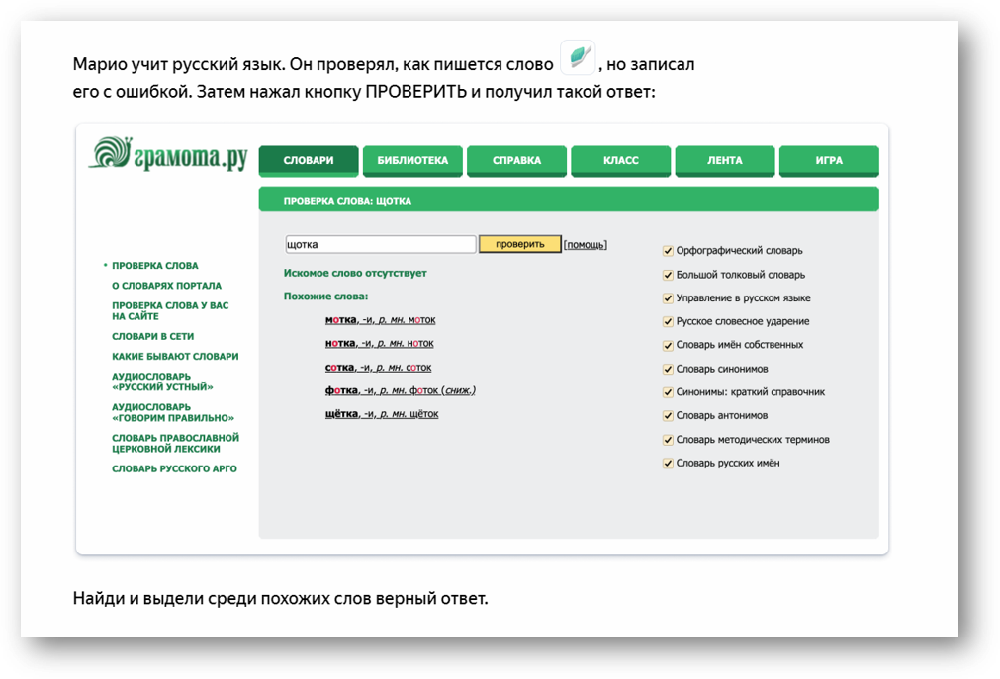 Марио учит русский язык. Он проверял, как пишется слово , но записал
его с ошибкой. Затем нажал кнопку ПРОВЕРИТЬ и получил такой ответ:
грамота.ру
СЛОВАРИ БИБЛИОТЕКА СПРАВКА КЛАСС ЛЕНТА ИГРА
ПРОВЕРКА СЛОВА: ЩОТКА
• ПРОВЕРКА СЛОВА
О СЛОВАРЯХ ПОРТАЛА
ПРОВЕРКА СЛОВА У ВАС
НА САЙТЕ
СЛОВАРИ В СЕТИ
КАКИЕ БЫВАЮТ СЛОВАРИ
АУДИОСЛОВАРЬ
«РУССКИЙ УСТНЫЙ»
АУДИОСЛОВАРЬ
«ГОВОРИМ ПРАВИЛЬНО»
СЛОВАРЬ ПРАВОСЛАВНОЙ
ЦЕРКОВНОЙ ЛЕКСИКИ
СЛОВАРЬ РУССКОГО АРГО
щотка проверить [помощь]
Искомое слово отсутствует
Похожие слова:
мотка, -и, р. мн. моток
нотка, -и, р. мн. ноток
сотка, -и, р. мн. соток
фотка, -и, р. мн. фоток (сниж.)
щётка, -и, р. мн. щёток
Орфографический словарь
Большой толковый словарь
Управление в русском языке
Русское словесное ударение
Словарь имён собственных
Словарь синонимов
Синонимы: краткий справочник
Словарь антонимов
Словарь методических терминов
Словарь русских имён
Найди и выдели среди похожих слов верный ответ.